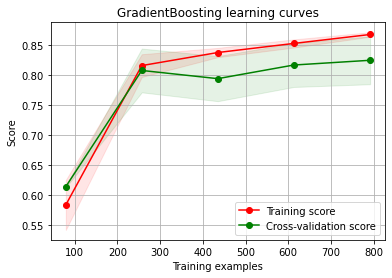 GradientBoosting learning curves
Score
0.85
0.80
0.75
0.70
0.65
0.60
0.55
Training score
Cross-validation score
100 200 300 400 500 600 700 800
Training examples